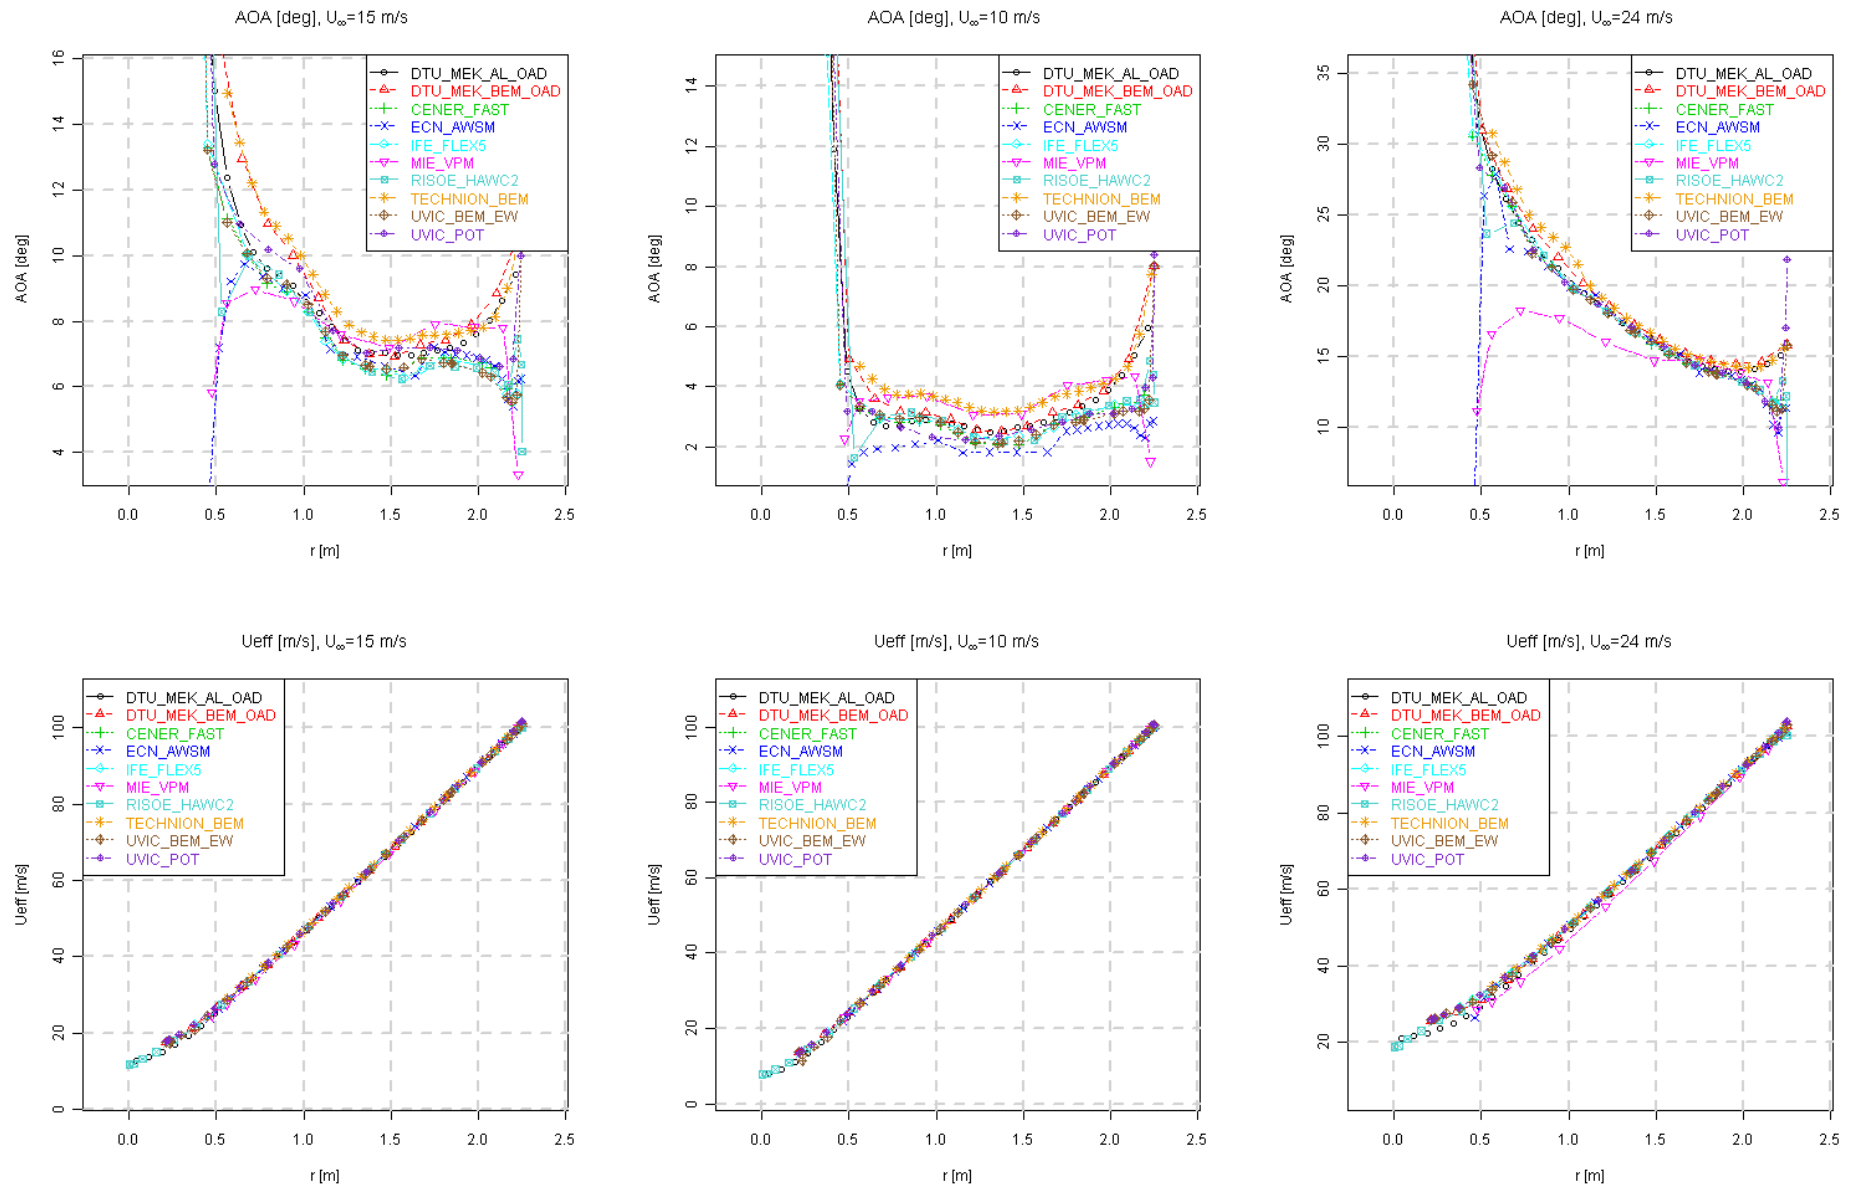 AOA [deg], U∞=15 m/s
16
14
12
10
8
6
4
AOA [deg]
DTU_MEK_AL_OAD
DTU_MEK_BEM_OAD
CENER_FAST
ECN_AWSM
IFE_FLEX5
MIE_VPM
RISOE_HAWC2
TECHNION_BEM
UVIC_BEM_EW
UVIC_POT
0.0 0.5 1.0 1.5 2.0 2.5
r [m]
AOA [deg], U∞=10 m/s
14
12
10
8
6
4
2
AOA [deg]
DTU_MEK_AL_OAD
DTU_MEK_BEM_OAD
CENER_FAST
ECN_AWSM
IFE_FLEX5
MIE_VPM
RISOE_HAWC2
TECHNION_BEM
UVIC_BEM_EW
UVIC_POT
0.0 0.5 1.0 1.5 2.0 2.5
r [m]
AOA [deg], U∞=24 m/s
35
30
25
20
15
10
AOA [deg]
DTU_MEK_AL_OAD
DTU_MEK_BEM_OAD
CENER_FAST
ECN_AWSM
IFE_FLEX5
MIE_VPM
RISOE_HAWC2
TECHNION_BEM
UVIC_BEM_EW
UVIC_POT
0.0 0.5 1.0 1.5 2.0 2.5
r [m]
Ueff [m/s], U∞=15 m/s
100
80
60
40
20
0
Ueff [m/s]
DTU_MEK_AL_OAD
DTU_MEK_BEM_OAD
CENER_FAST
ECN_AWSM
IFE_FLEX5
MIE_VPM
RISOE_HAWC2
TECHNION_BEM
UVIC_BEM_EW
UVIC_POT
0.0 0.5 1.0 1.5 2.0 2.5
r [m]
Ueff [m/s], U∞=10 m/s
100
80
60
40
20
0
Ueff [m/s]
DTU_MEK_AL_OAD
DTU_MEK_BEM_OAD
CENER_FAST
ECN_AWSM
IFE_FLEX5
MIE_VPM
RISOE_HAWC2
TECHNION_BEM
UVIC_BEM_EW
UVIC_POT
0.0 0.5 1.0 1.5 2.0 2.5
r [m]
Ueff [m/s], U∞=24 m/s
100
80
60
40
20
Ueff [m/s]
DTU_MEK_AL_OAD
DTU_MEK_BEM_OAD
CENER_FAST
ECN_AWSM
IFE_FLEX5
MIE_VPM
RISOE_HAWC2
TECHNION_BEM
UVIC_BEM_EW
UVIC_POT
0.0 0.5 1.0 1.5 2.0 2.5
r [m]